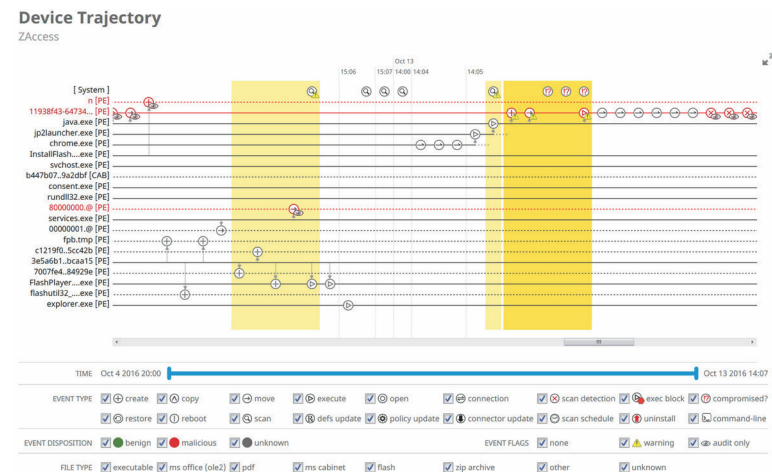 Device Trajectory
ZAccess
Oct 13
15:06 15:07 14:00 14:04 14:05
[ System ]
n [PE]
11938f43-64734... [PE]
java.exe [PE]
jp2launcher.exe [PE]
chrome.exe [PE]
InstallFlash....exe [PE]
svchost.exe [PE]
b447b07..9a2dbf [CAB]
consent.exe [PE]
rundll32.exe [PE]
80000000.@ [PE]
services.exe [PE]
00000001.@ [PE]
fpb.tmp [PE]
c1219f0..5cc42b [PE]
3e5a6b1..bcaa15 [PE]
7007fe4..84929e [PE]
FlashPlayer....exe [PE]
flashutil32_....exe [PE]
explorer.exe [PE]
TIME Oct 4 2016 20:00 Oct 13 2016 14:07
EVENT TYPE create copy move execute open connection scan detection exec block compromised?
restore reboot scan defs update policy update connector update scan schedule uninstall command-line
EVENT DISPOSITION benign malicious unknown EVENT FLAGS none warning audit only
FILE TYPE executable ms office (ole2) pdf ms cabinet flash zip archive other unknown